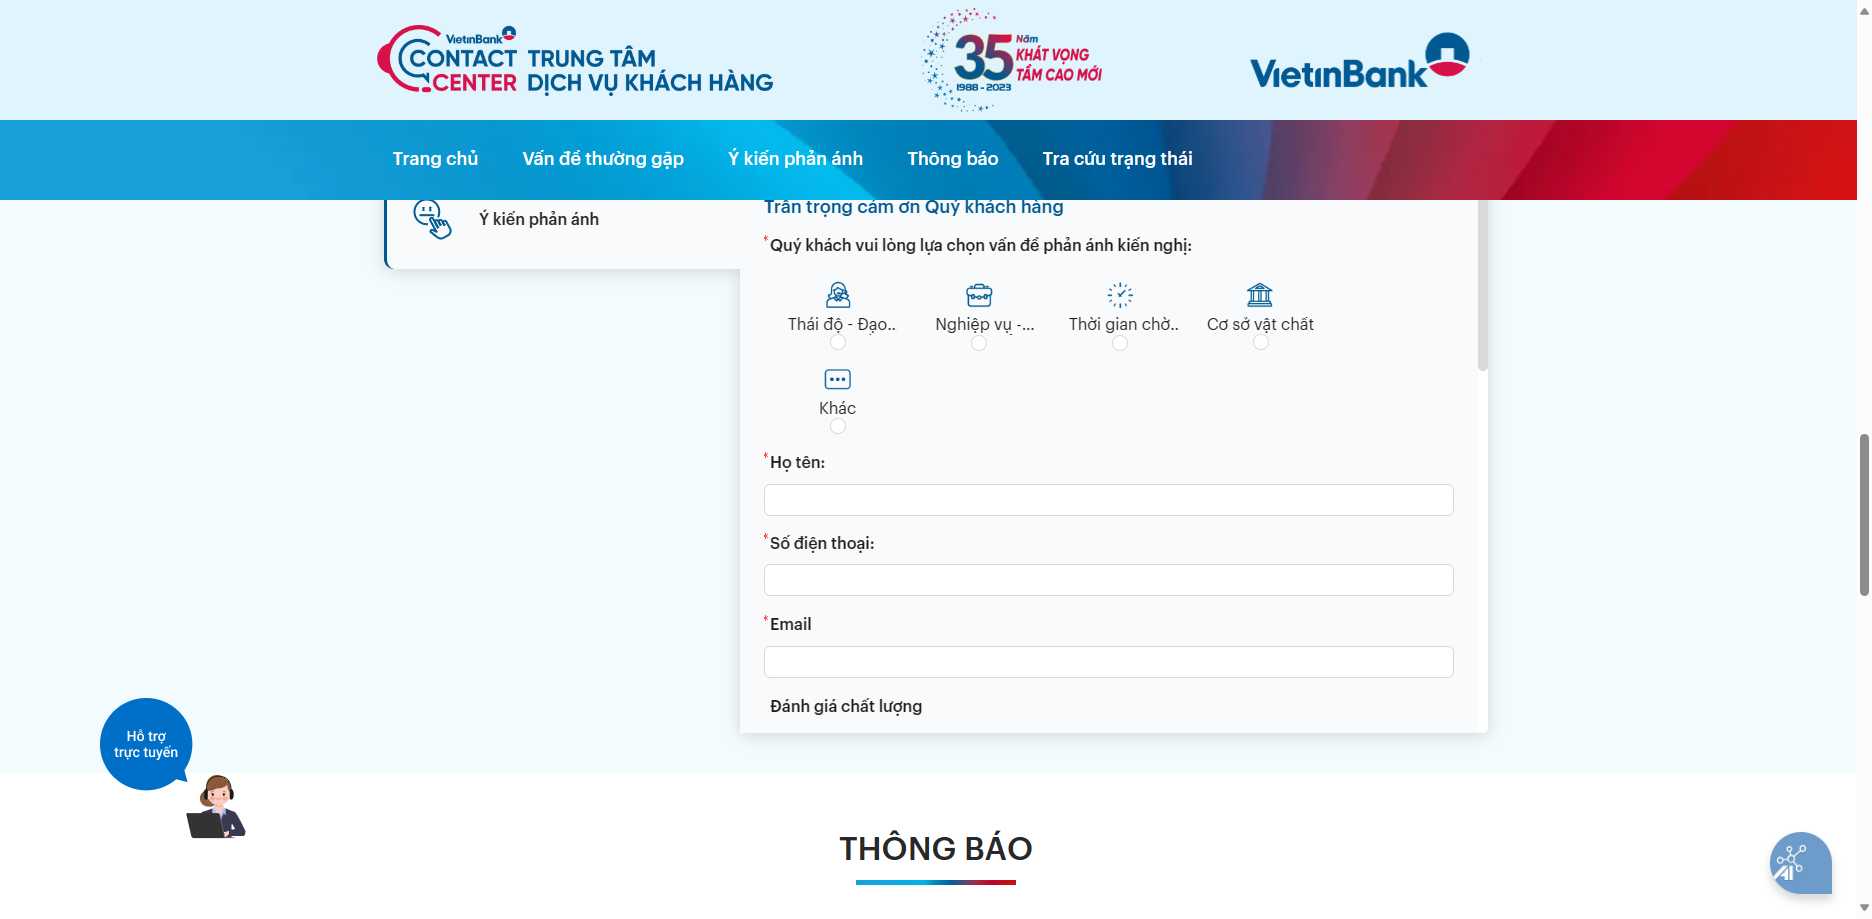 VietinBank
CONTACT
CENTER
TRUNG TÂM
DỊCH VỤ KHÁCH HÀNG
35 Năm
KHÁT VỌNG
TẦM CAO MỚI
1988 - 2023
VietinBank
Trang chủ
Vấn đề thường gặp
Ý kiến phản ánh
Thông báo
Tra cứu trạng thái
Ý kiến phản ánh
Trân trọng cảm ơn Quý khách hàng
*Quý khách vui lòng lựa chọn vấn đề phản ánh kiến nghị:
Thái độ - Đạo..
Nghiệp vụ -...
Thời gian chờ..
Cơ sở vật chất
Khác
*Họ tên:
*Số điện thoại:
*Email
Đánh giá chất lượng
Hỗ trợ
trực tuyến
THÔNG BÁO
AI